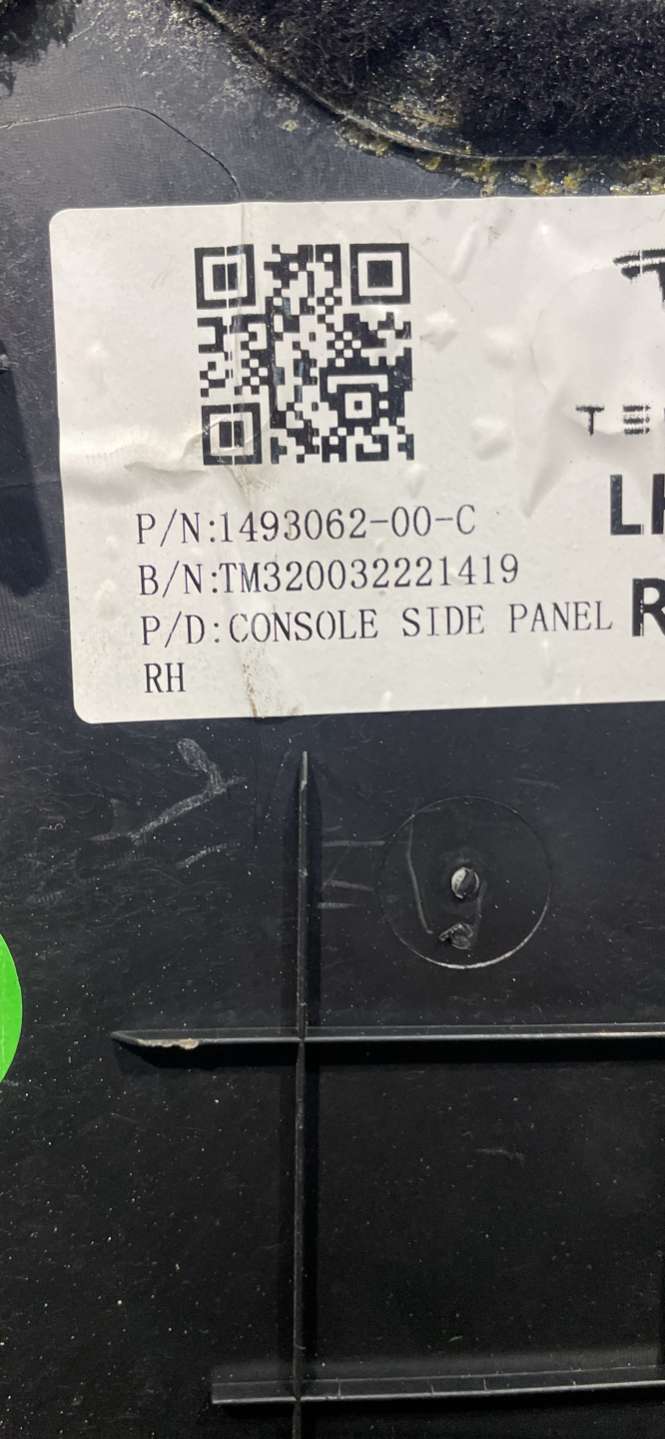 P/N:1493062-00-C
B/N:TM320032221419
P/D:CONSOLE SIDE PANEL
RH